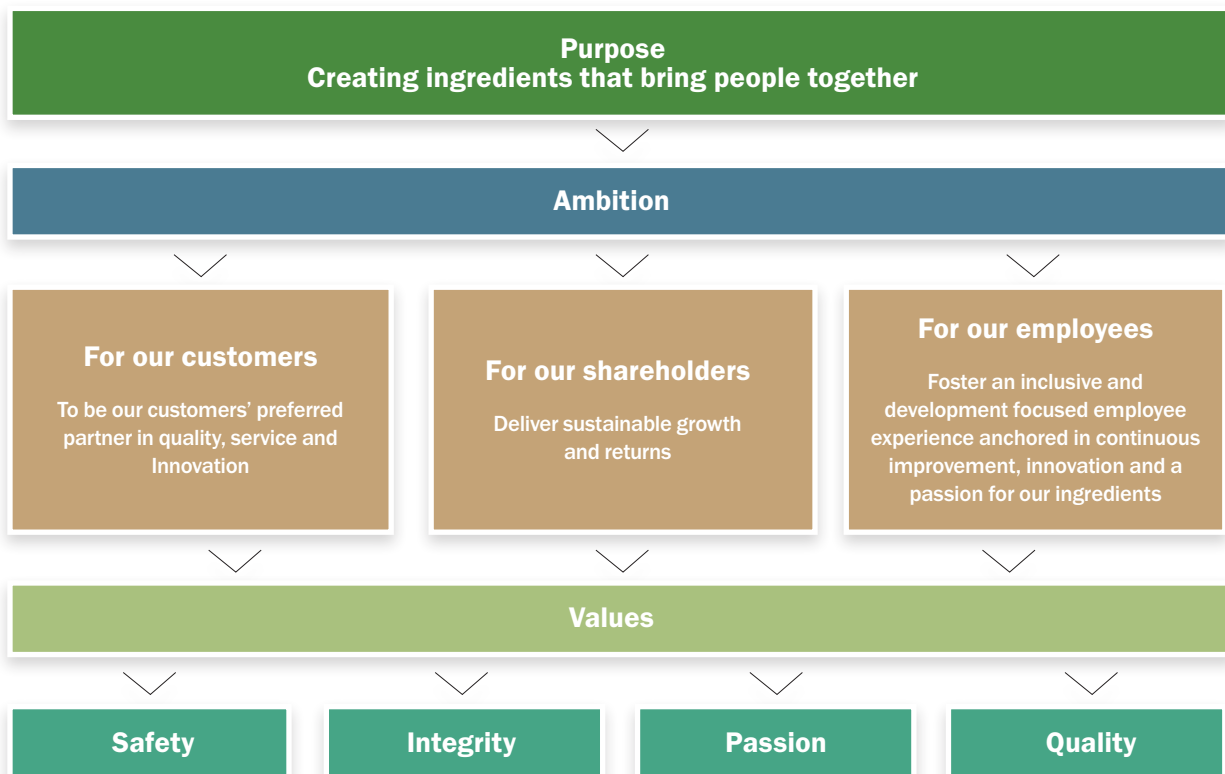 Purpose
Creating ingredients that bring people together
Ambition
For our customers
To be our customers’ preferred
partner in quality, service and
Innovation
For our shareholders
Deliver sustainable growth
and returns
For our employees
Foster an inclusive and
development focused employee
experience anchored in continuous
improvement, innovation and a
passion for our ingredients
Values
Safety
Integrity
Passion
Quality